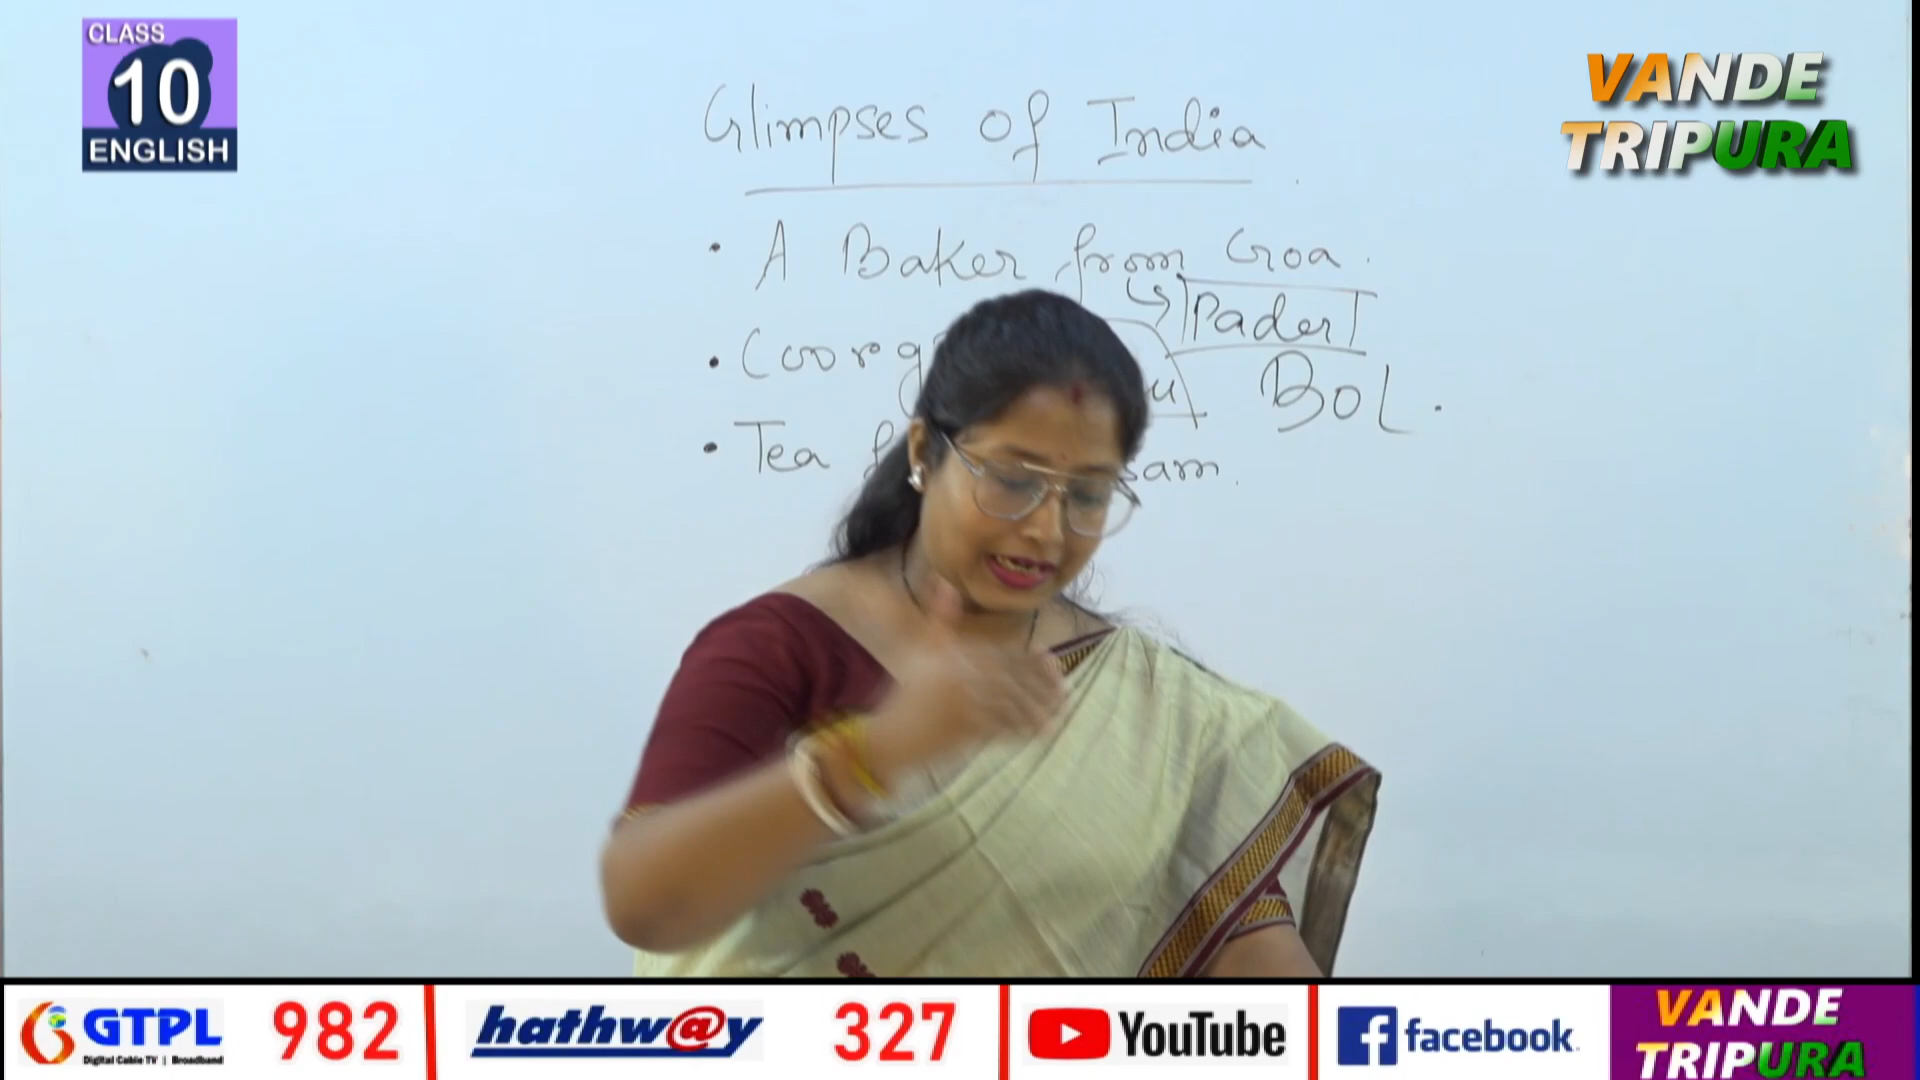 CLASS
10
ENGLISH
VANDE
TRIPURA
Glimpses of India
• A Baker from Goa.
Pader
• Coorg
BOL.
• Tea
GTPL
Digital Cable TV | Broadband
982
hathw@y
327
YouTube
facebook
VANDE
TRIPURA